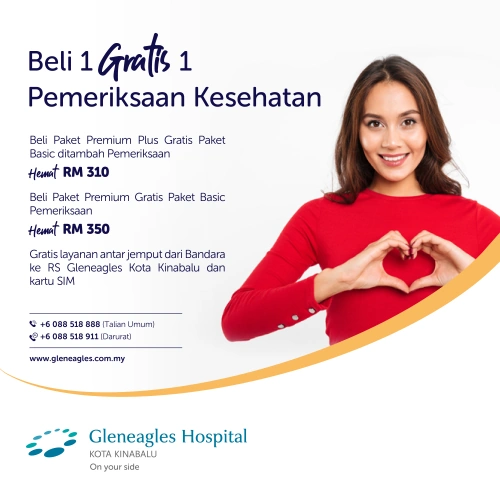 Beli 1 Gratis 1
Pemeriksaan Kesehatan
Beli Paket Premium Plus Gratis Paket
Basic ditambah Pemeriksaan
Hemat RM 310
Beli Paket Premium Gratis Paket Basic
Pemeriksaan
Hemat RM 350
Gratis layanan antar jemput dari Bandara
ke RS Gleneagles Kota Kinabalu dan
kartu SIM
+6 088 518 888 (Talian Umum)
+6 088 518 911 (Darurat)
www.gleneagles.com.my
Gleneagles Hospital
KOTA KINABALU
On your side